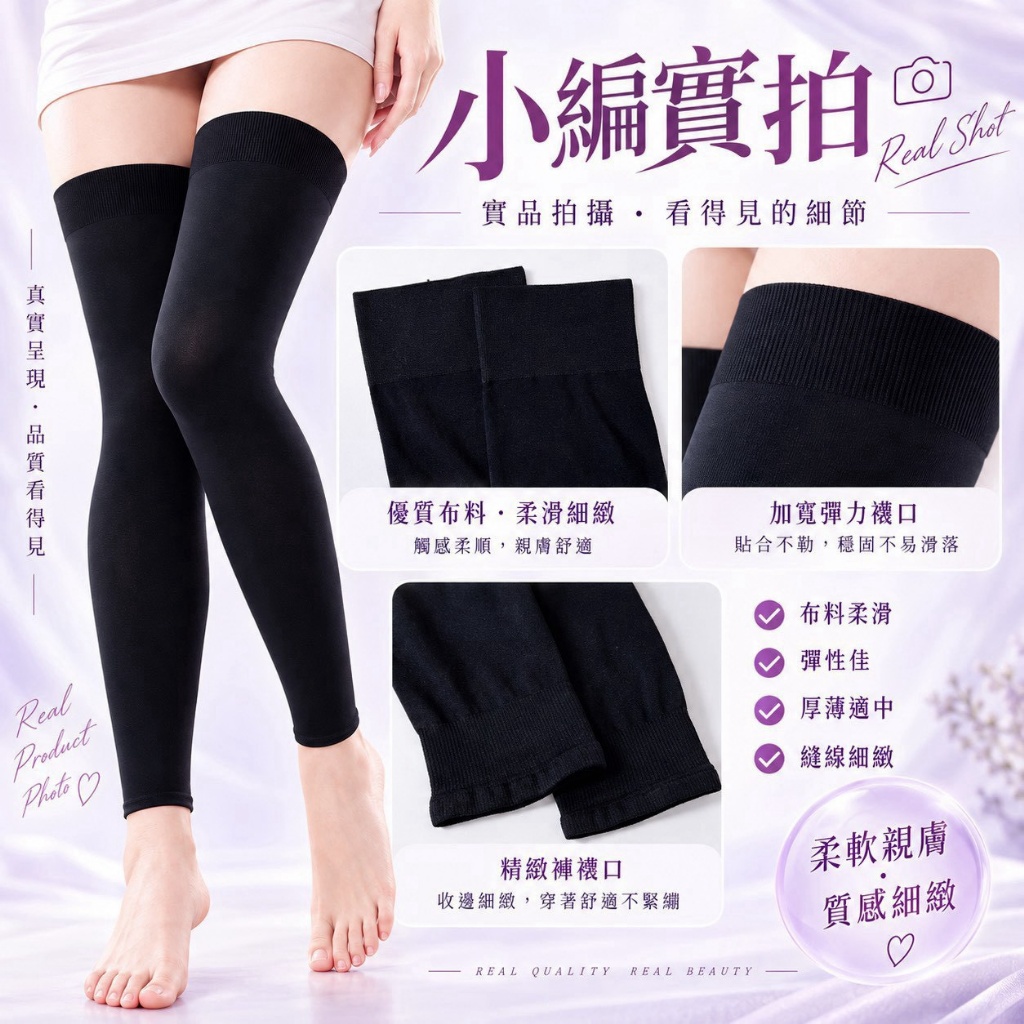 小編實拍
Real Shot
實品拍攝・看得見的細節
真實呈現・品質看得見
優質布料・柔滑細緻
觸感柔順，親膚舒適
加寬彈力襪口
貼合不勒，穩固不易滑落
精緻褲襪口
收邊細緻，穿著舒適不緊繃
布料柔滑
彈性佳
厚薄適中
縫線細緻
Real
Product
Photo
柔軟親膚
・
質感細緻
REAL QUALITY REAL BEAUTY